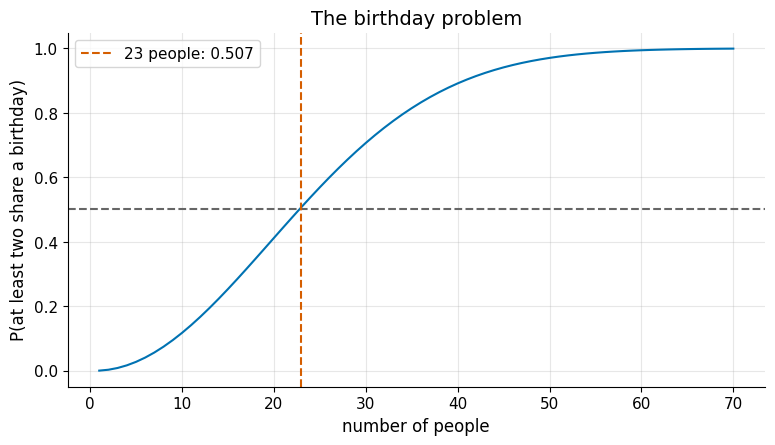 The birthday problem
23 people: 0.507
P(at least two share a birthday)
1.0
0.8
0.6
0.4
0.2
0.0
0 10 20 30 40 50 60 70
number of people